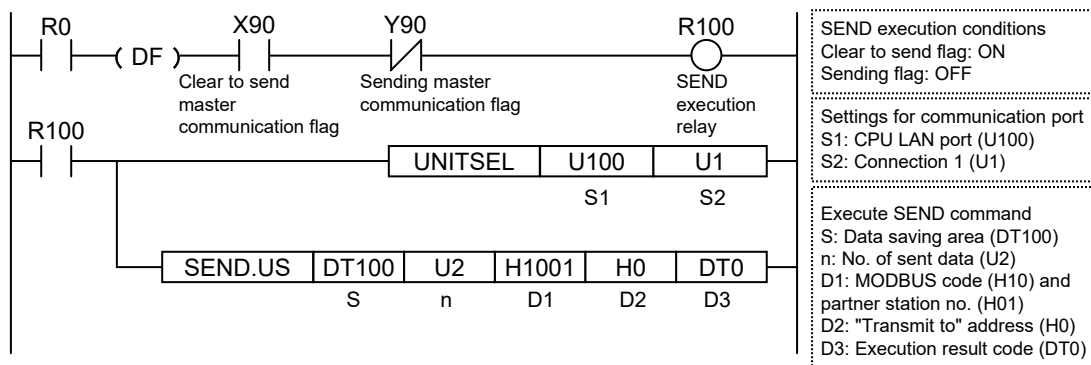 R0 X90 Y90 R100
DF
Clear to send
master
communication flag
Sending master
communication flag
SEND
execution
relay
R100
UNITSEL U100 U1
S1 S2
SEND.US DT100 U2 H1001 H0 DT0
S n D1 D2 D3
SEND execution conditions
Clear to send flag: ON
Sending flag: OFF
Settings for communication port
S1: CPU LAN port (U100)
S2: Connection 1 (U1)
Execute SEND command
S: Data saving area (DT100)
n: No. of sent data (U2)
D1: MODBUS code (H10) and
partner station no. (H01)
D2: "Transmit to" address (H0)
D3: Execution result code (DT0)